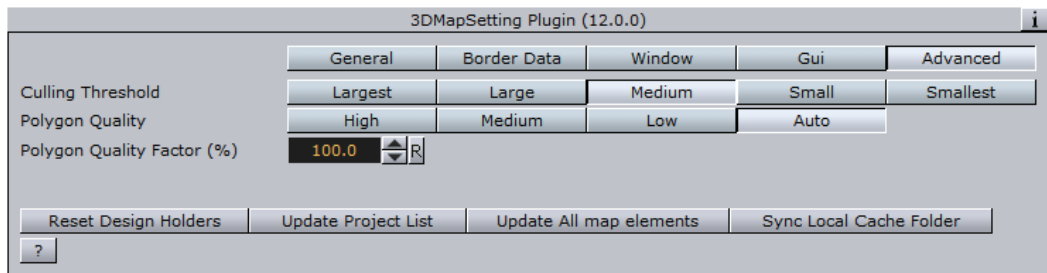 3DMapSetting Plugin (12.0.0) i
General Border Data Window Gui Advanced
Culling Threshold Largest Large Medium Small Smallest
Polygon Quality High Medium Low Auto
Polygon Quality Factor (%) 100.0 R
Reset Design Holders Update Project List Update All map elements Sync Local Cache Folder
?